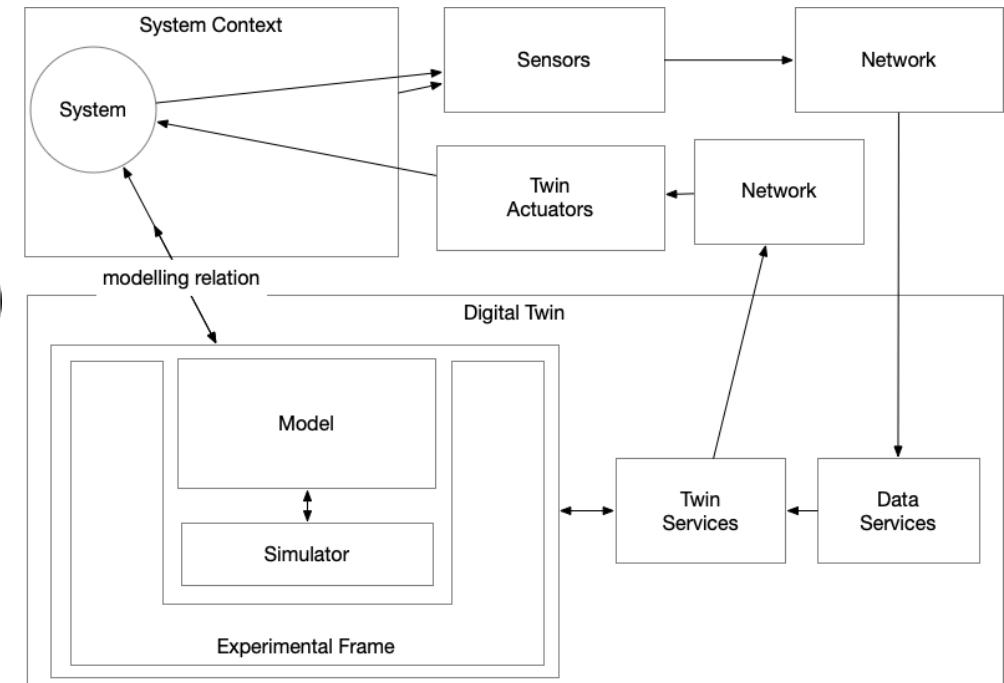 System Context
System
Sensors
Network
Twin
Actuators
Network
modelling relation
Digital Twin
Model
Simulator
Experimental Frame
Twin
Services
Data
Services